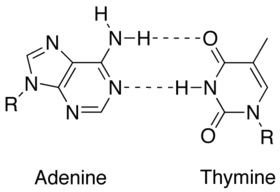 H
N N-H O
N N H-N
R N O N
R
Adenine Thymine